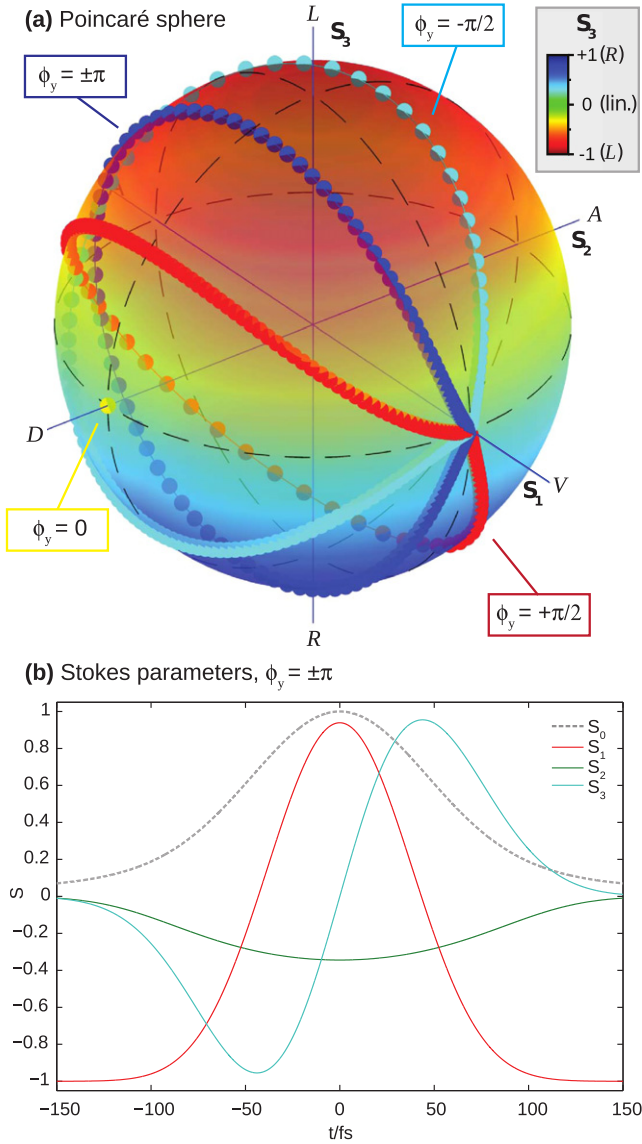 (a) Poincaré sphere
L
S₃
ϕy = -π/2
S₃
+1 (R)
0 (lin.)
-1 (L)
ϕy = ±π
A
S₂
D
V
S₁
ϕy = 0
ϕy = +π/2
R
(b) Stokes parameters, ϕy = ±π
1
0.8
0.6
0.4
0.2
0
−0.2
−0.4
−0.6
−0.8
−1
S
S₀
S₁
S₂
S₃
−150 −100 −50 0 50 100 150
t/fs